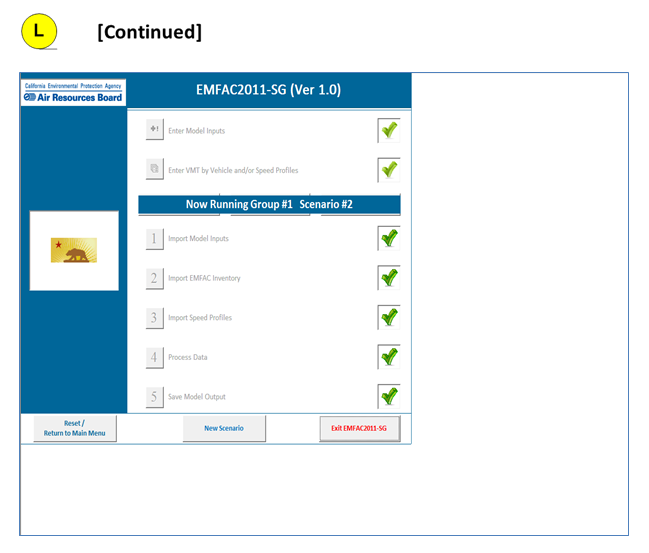 L [Continued]
California Environmental Protection Agency
Air Resources Board
EMFAC2011-SG (Ver 1.0)
Enter Model Inputs
Enter VMT by Vehicle and/or Speed Profiles
Now Running Group #1 Scenario #2
1 Import Model Inputs
2 Import EMFAC Inventory
3 Import Speed Profiles
4 Process Data
5 Save Model Output
Reset /
Return to Main Menu
New Scenario
Exit EMFAC2011-SG